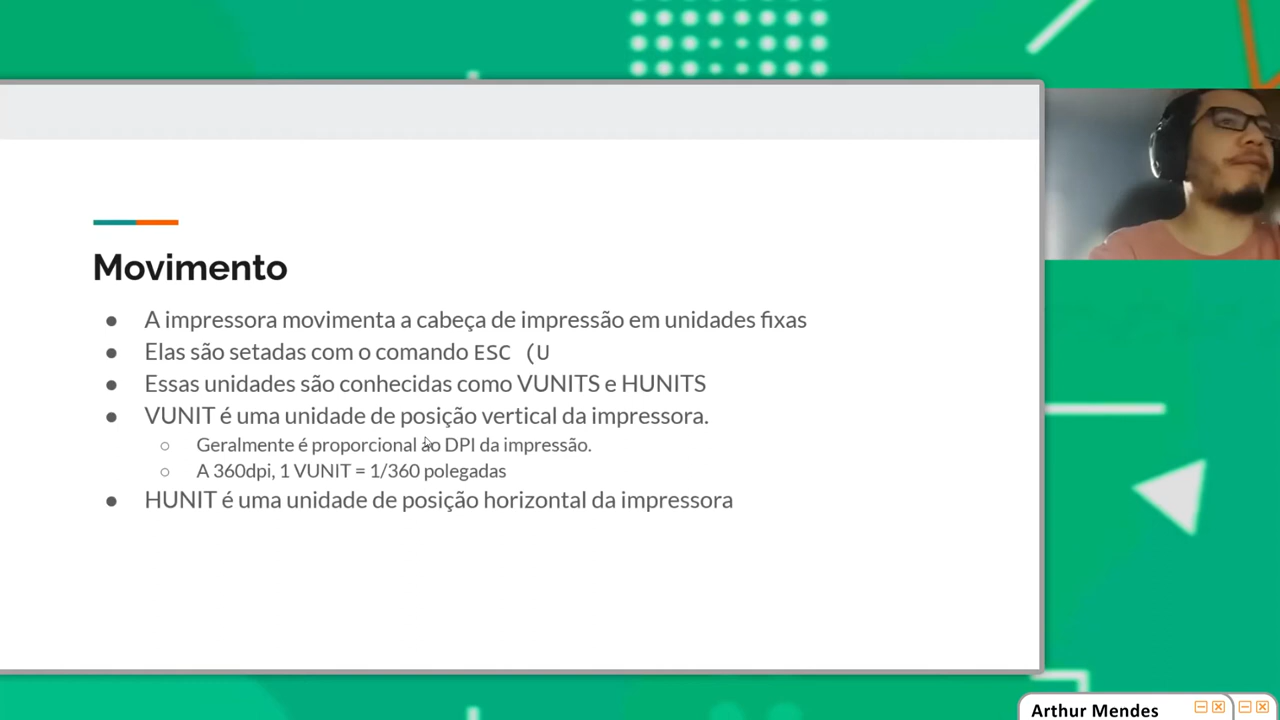 Movimento
● A impressora movimenta a cabeça de impressão em unidades fixas
● Elas são setadas com o comando ESC (U
● Essas unidades são conhecidas como VUNITS e HUNITS
● VUNIT é uma unidade de posição vertical da impressora.
○ Geralmente é proporcional ao DPI da impressão.
○ A 360dpi, 1 VUNIT = 1/360 polegadas
● HUNIT é uma unidade de posição horizontal da impressora
Arthur Mendes